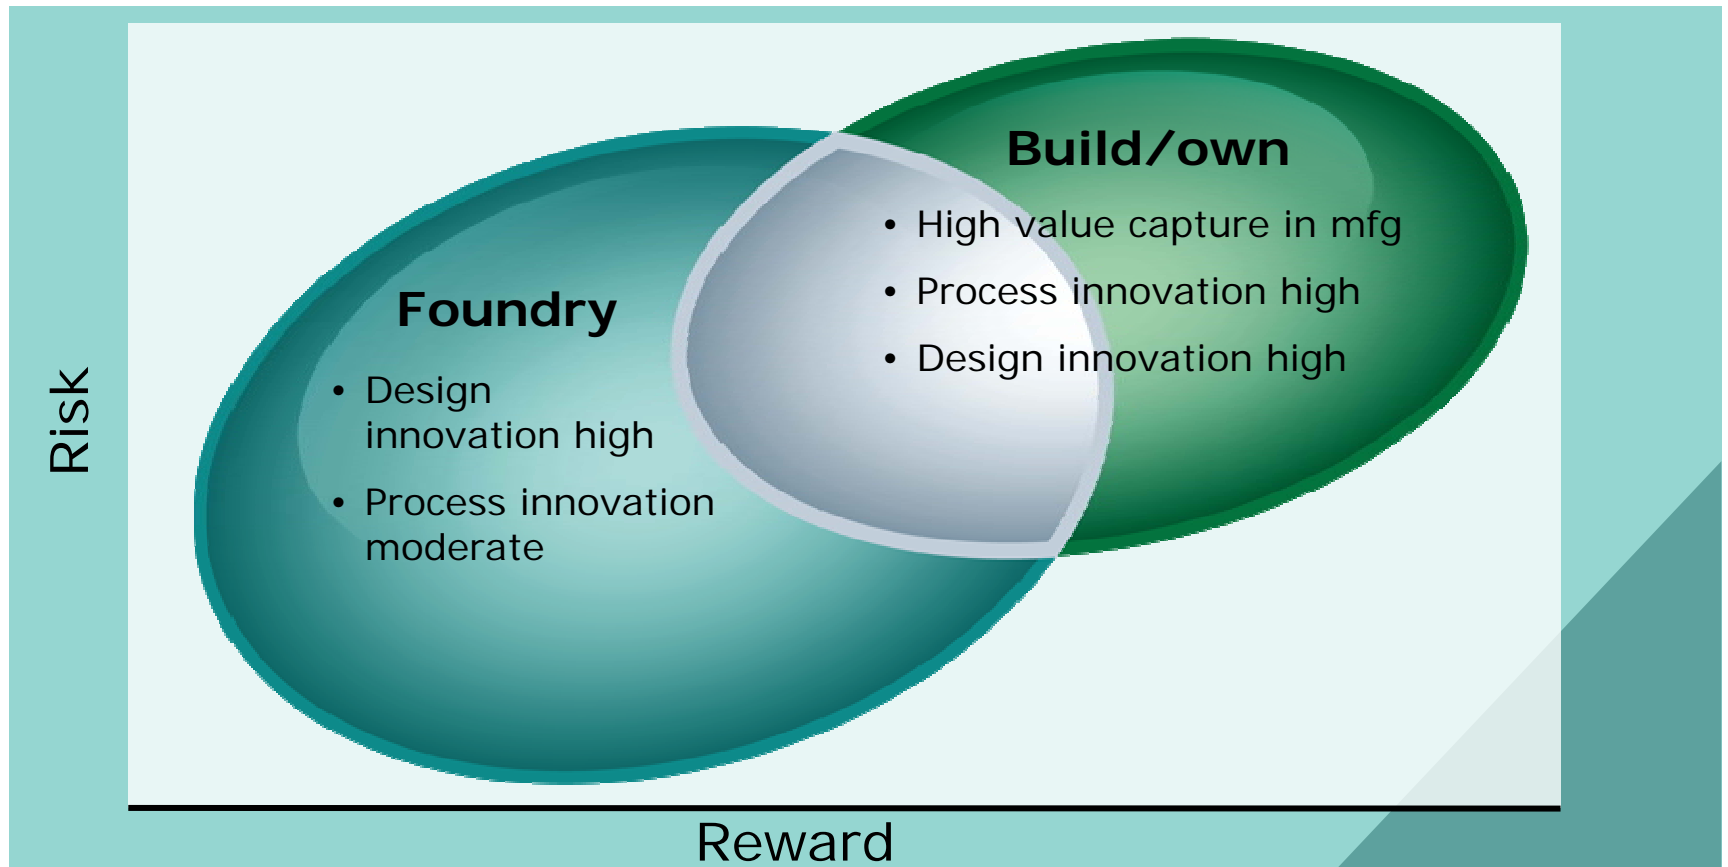 Build/own
• High value capture in mfg
• Process innovation high
• Design innovation high
Foundry
• Design
innovation high
• Process innovation
moderate
Risk
Reward